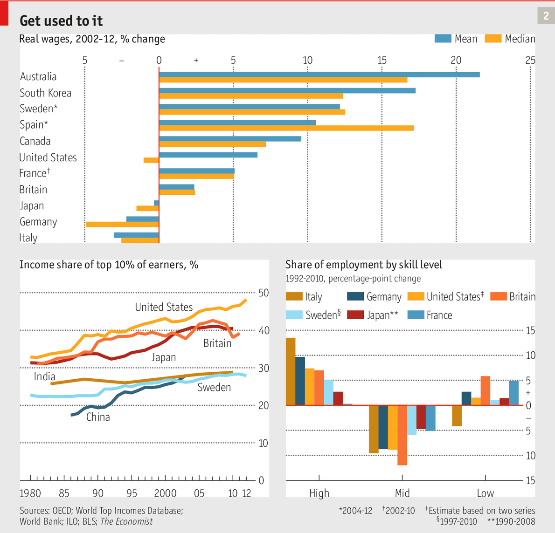 2
Get used to it
Real wages, 2002-12, % change
Mean Median
5 – 0 + 5 10 15 20 25
Australia
South Korea
Sweden*
Spain*
Canada
United States
France†
Britain
Japan
Germany
Italy
Income share of top 10% of earners, %
50
United States
40
Britain
Japan
30
India
Sweden
20
China
10
0
1980 85 90 95 2000 05 10 12
Share of employment by skill level
1992-2010, percentage-point change
Italy Germany United States‡ Britain
Sweden§ Japan** France
15
10
5
+
0
–
5
10
15
High Mid Low
Sources: OECD; World Top Incomes Database;
World Bank; ILO; BLS; The Economist
*2004-12 †2002-10 ‡Estimate based on two series
§1997-2010 **1990-2008